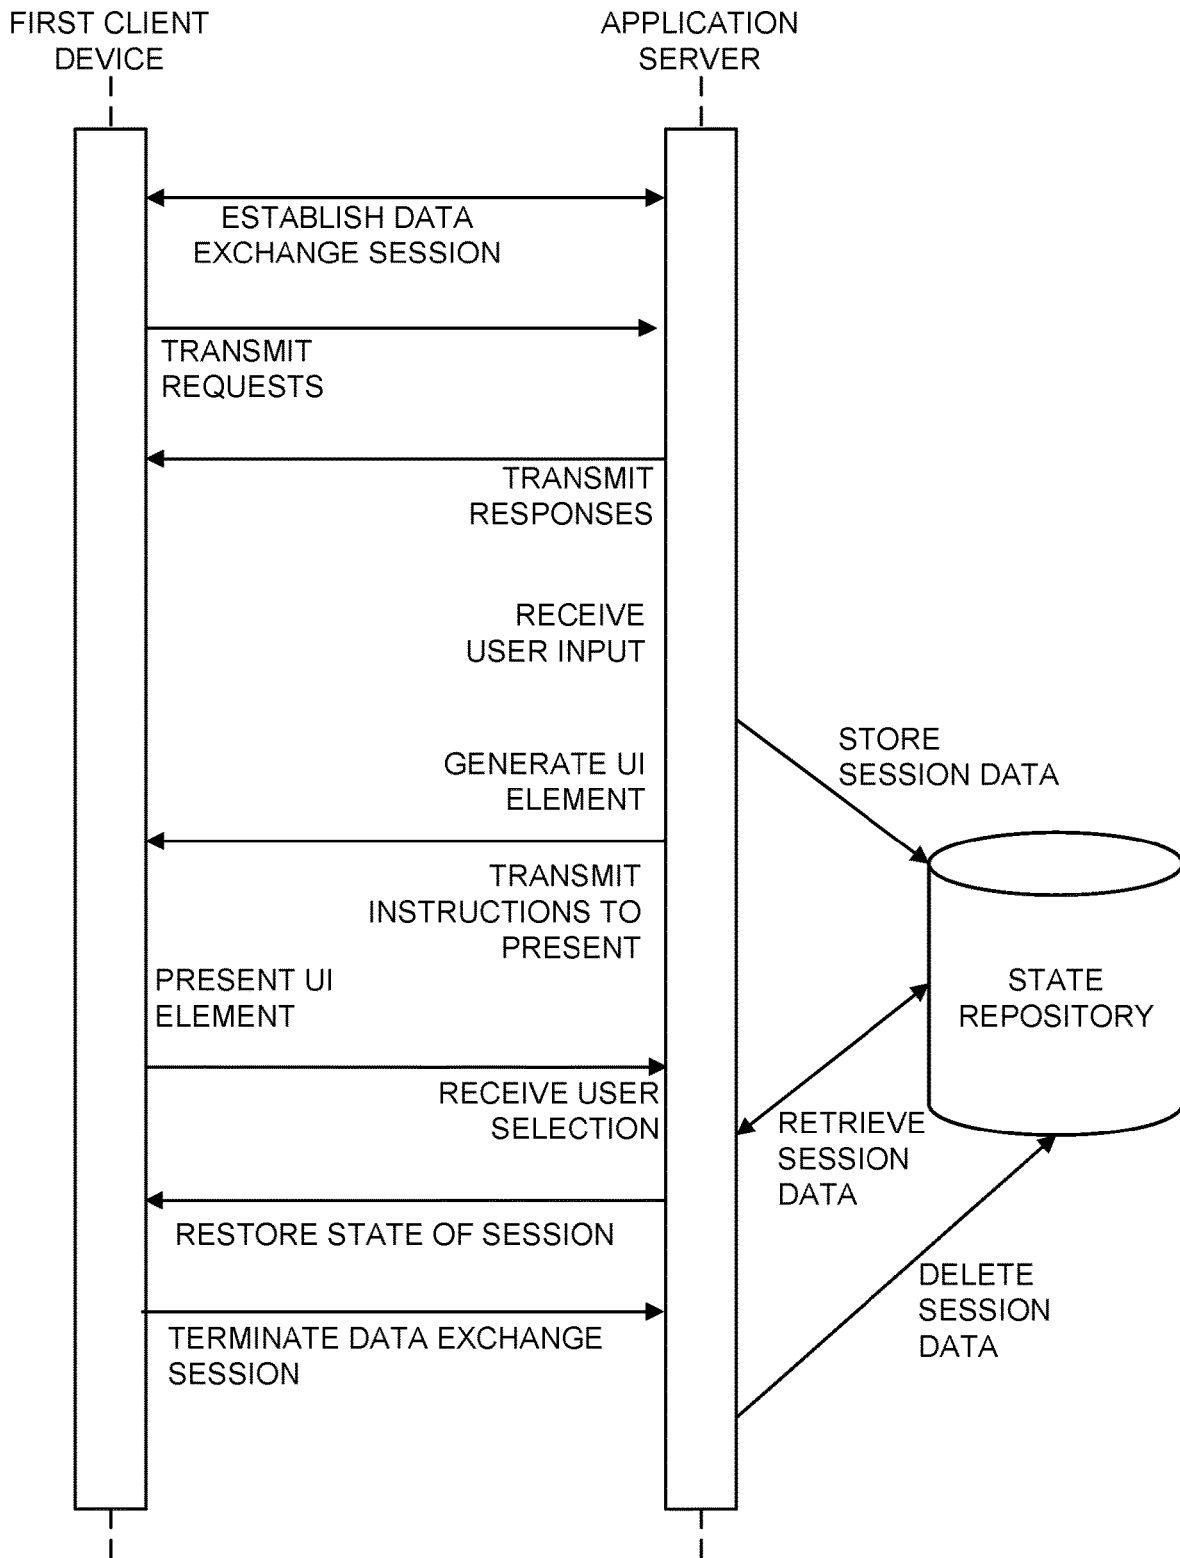 FIRST CLIENT
DEVICE
APPLICATION
SERVER
ESTABLISH DATA
EXCHANGE SESSION
TRANSMIT
REQUESTS
TRANSMIT
RESPONSES
RECEIVE
USER INPUT
STORE
SESSION DATA
GENERATE UI
ELEMENT
TRANSMIT
INSTRUCTIONS TO
PRESENT
PRESENT UI
ELEMENT
STATE
REPOSITORY
RECEIVE USER
SELECTION
RETRIEVE
SESSION
DATA
RESTORE STATE OF SESSION
DELETE
SESSION
DATA
TERMINATE DATA EXCHANGE
SESSION